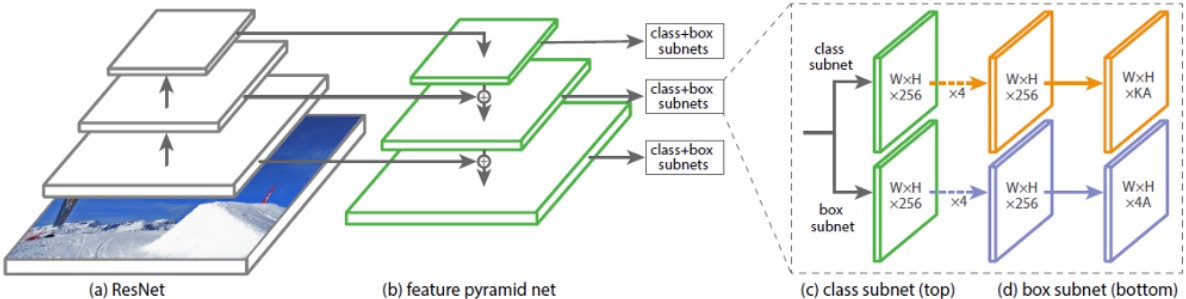 class+box
subnets
class+box
subnets
class+box
subnets
class
subnet
W×H
×256
×4
W×H
×256
W×H
×KA
box
subnet
W×H
×256
×4
W×H
×256
W×H
×4A
(a) ResNet
(b) feature pyramid net
(c) class subnet (top)
(d) box subnet (bottom)